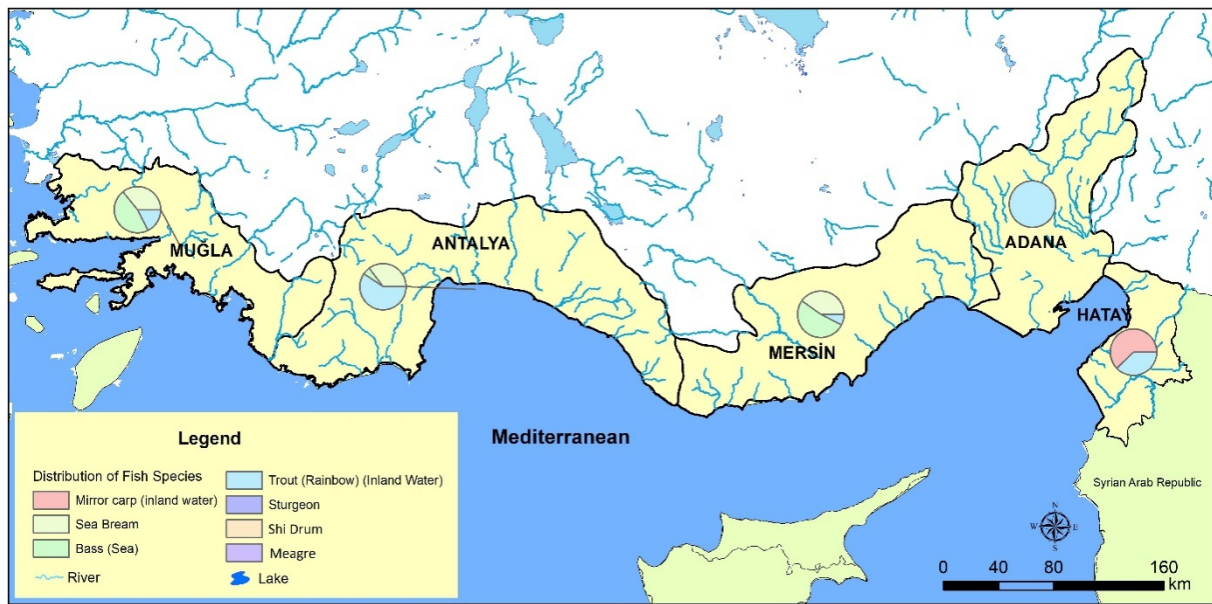 MUĞLA
ANTALYA
MERSİN
ADANA
HATAY
Mediterranean
Syrian Arab Republic
Legend
Distribution of Fish Species
Mirror carp (inland water)
Sea Bream
Bass (Sea)
River
Trout (Rainbow) (Inland Water)
Sturgeon
Shi Drum
Meagre
Lake
N
W E
S
0 40 80 160
km